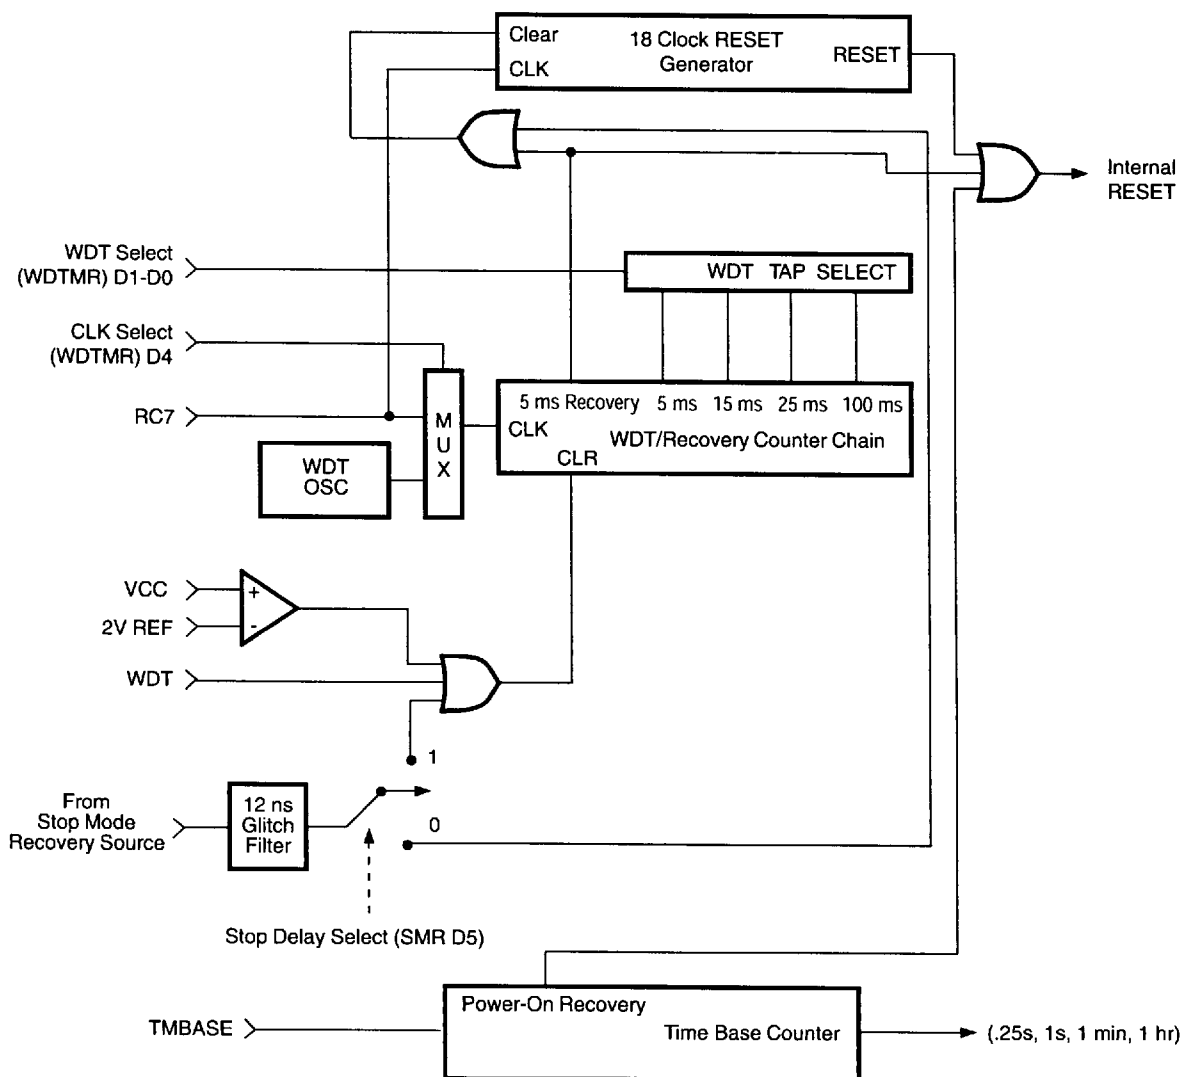 Clear
18 Clock RESET
Generator
RESET
CLK
Internal
RESET
WDT Select
(WDTMR) D1-D0
WDT TAP SELECT
CLK Select
(WDTMR) D4
RC7
MUX
5 ms Recovery 5 ms 15 ms 25 ms 100 ms
CLK
WDT/Recovery Counter Chain
CLR
WDT
OSC
VCC
+
2V REF
-
WDT
1
From
Stop Mode
Recovery Source
12 ns
Glitch
Filter
0
Stop Delay Select (SMR D5)
Power-On Recovery
TMBASE
Time Base Counter
(.25s, 1s, 1 min, 1 hr)